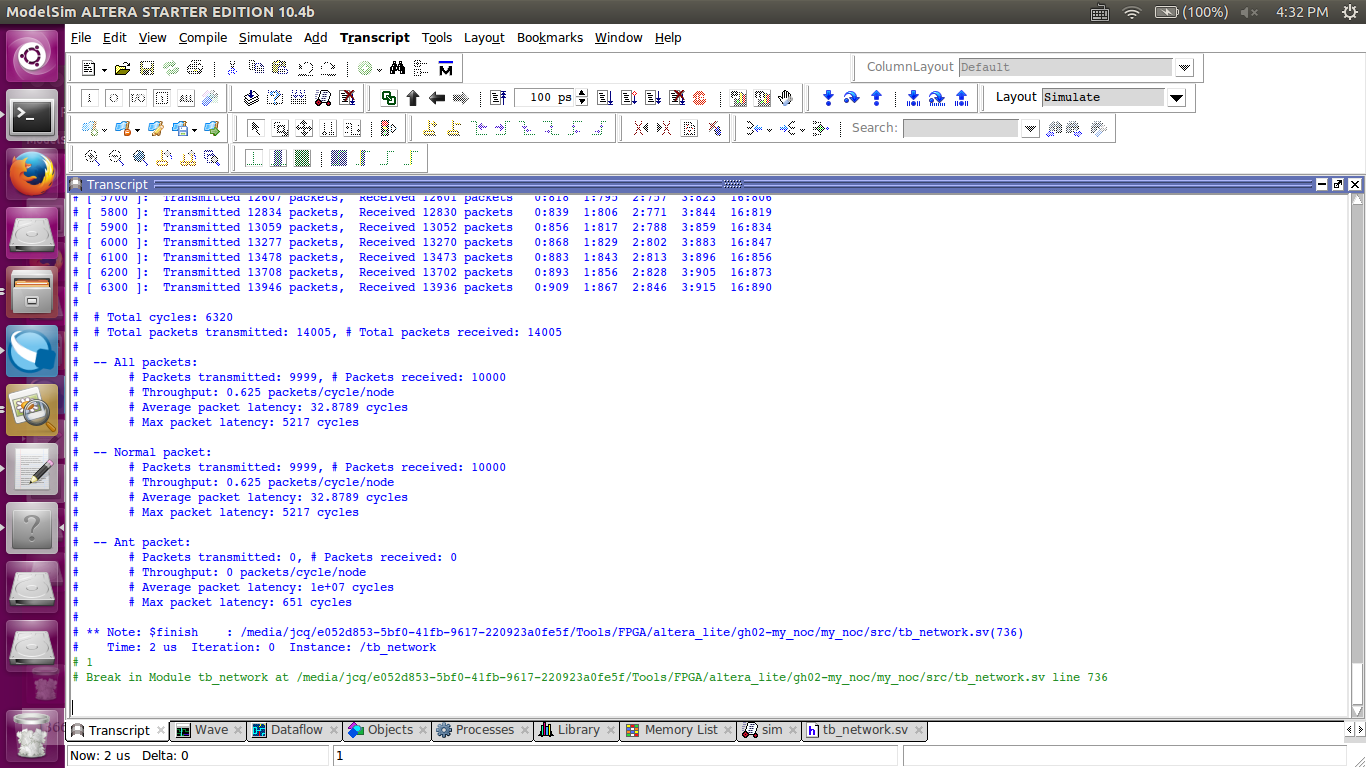 ModelSim ALTERA STARTER EDITION 10.4b (100%) 4:32 PM
File Edit View Compile Simulate Add Transcript Tools Layout Bookmarks Window Help
ColumnLayout Default
100 ps Layout Simulate
Search:
Transcript
# [ 5700 ]: Transmitted 12607 packets, Received 12601 packets 0:818 1:795 2:757 3:823 16:806
# [ 5800 ]: Transmitted 12834 packets, Received 12830 packets 0:839 1:806 2:771 3:844 16:819
# [ 5900 ]: Transmitted 13059 packets, Received 13052 packets 0:856 1:817 2:788 3:859 16:834
# [ 6000 ]: Transmitted 13277 packets, Received 13270 packets 0:868 1:829 2:802 3:883 16:847
# [ 6100 ]: Transmitted 13478 packets, Received 13473 packets 0:883 1:843 2:813 3:896 16:856
# [ 6200 ]: Transmitted 13708 packets, Received 13702 packets 0:893 1:856 2:828 3:905 16:873
# [ 6300 ]: Transmitted 13946 packets, Received 13936 packets 0:909 1:867 2:846 3:915 16:890
#
# # Total cycles: 6320
# # Total packets transmitted: 14005, # Total packets received: 14005
#
# -- All packets:
# # Packets transmitted: 9999, # Packets received: 10000
# # Throughput: 0.625 packets/cycle/node
# # Average packet latency: 32.8789 cycles
# # Max packet latency: 5217 cycles
#
# -- Normal packet:
# # Packets transmitted: 9999, # Packets received: 10000
# # Throughput: 0.625 packets/cycle/node
# # Average packet latency: 32.8789 cycles
# # Max packet latency: 5217 cycles
#
# -- Ant packet:
# # Packets transmitted: 0, # Packets received: 0
# # Throughput: 0 packets/cycle/node
# # Average packet latency: 1e+07 cycles
# # Max packet latency: 651 cycles
#
# ** Note: $finish : /media/jcq/e052d853-5bf0-41fb-9617-220923a0fe5f/Tools/FPGA/altera_lite/gh02-my_noc/my_noc/src/tb_network.sv(736)
# Time: 2 us Iteration: 0 Instance: /tb_network
# 1
# Break in Module tb_network at /media/jcq/e052d853-5bf0-41fb-9617-220923a0fe5f/Tools/FPGA/altera_lite/gh02-my_noc/my_noc/src/tb_network.sv line 736
Transcript Wave Dataflow Objects Processes Library Memory List sim tb_network.sv
Now: 2 us Delta: 0 1